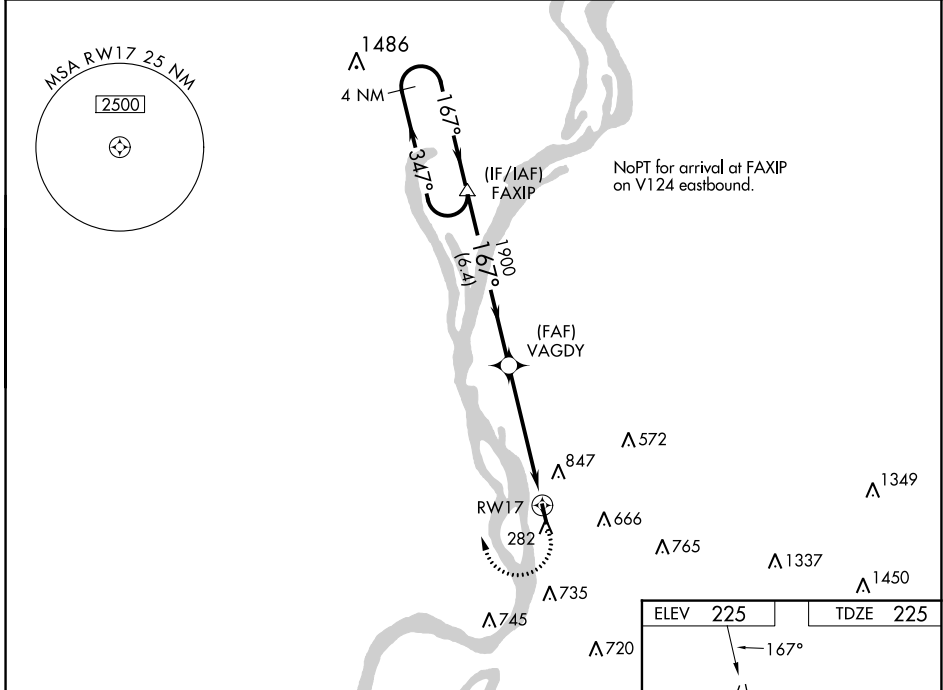 MSA RW17 25 NM
2500
1486
4 NM
167°
347°
(IF/IAF)
FAXIP
NoPT for arrival at FAXIP
on V124 eastbound.
1900
167°
(6.4)
(FAF)
VAGDY
572
847
1349
RW17
666
282
765
1337
1450
735
745
720
ELEV 225
TDZE 225
167°